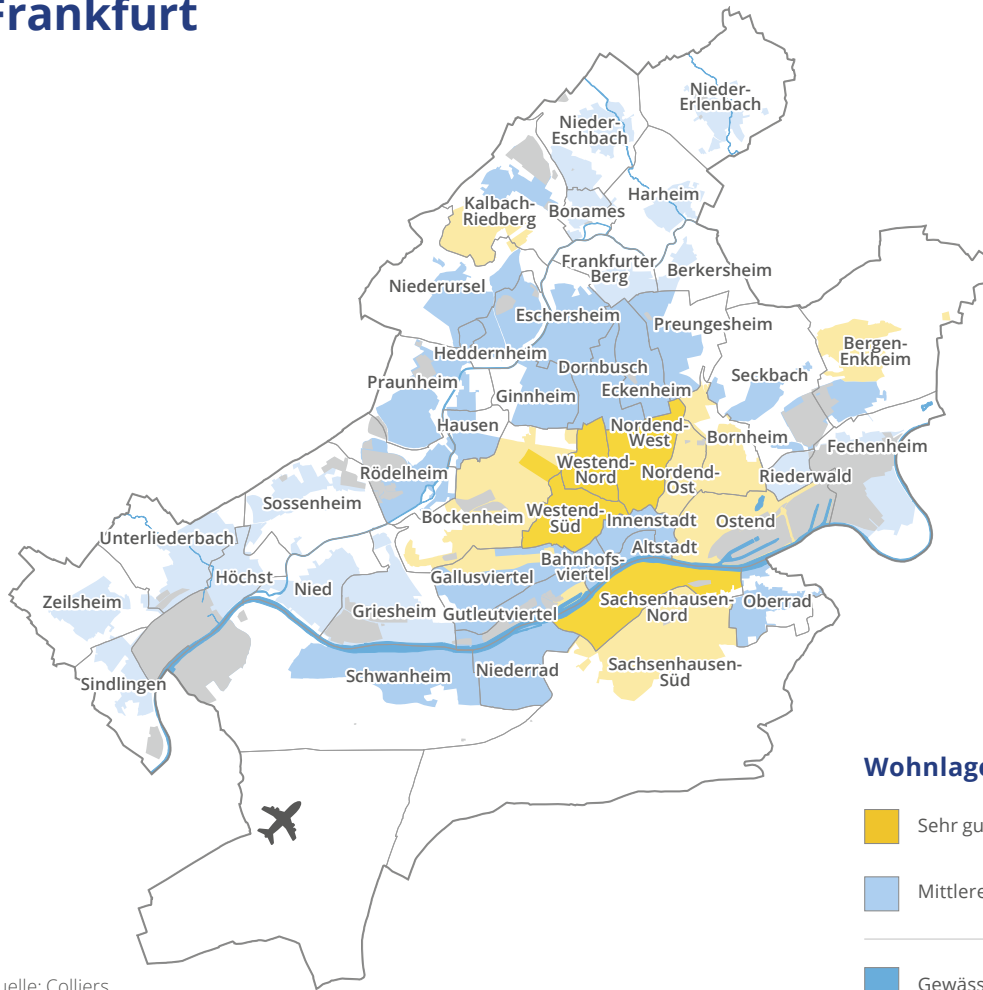 Frankfurt
Nieder-
Erlenbach
Nieder-
Eschbach
Harheim
Kalbach-
Riedberg
Bonames
Frankfurter
Berg
Berkersheim
Niederursel
Eschersheim
Preungesheim
Bergen-
Enkheim
Heddernheim
Dornbusch
Seckbach
Praunheim
Ginnheim
Eckenheim
Hausen
Nordend-
West
Bornheim
Fechenheim
Westend-
Nord
Nordend-
Ost
Riederwald
Rödelheim
Sossenheim
Bockenheim
Westend-
Süd
Innenstadt
Ostend
Unterliederbach
Altstadt
Bahnhofs-
viertel
Höchst
Nied
Gallusviertel
Zeilsheim
Griesheim
Gutleutviertel
Sachsenhausen-
Nord
Oberrad
Schwanheim
Niederrad
Sachsenhausen-
Süd
Sindlingen
Wohnlage
Sehr gu
Mittlere
Gewäss
uelle: Colliers